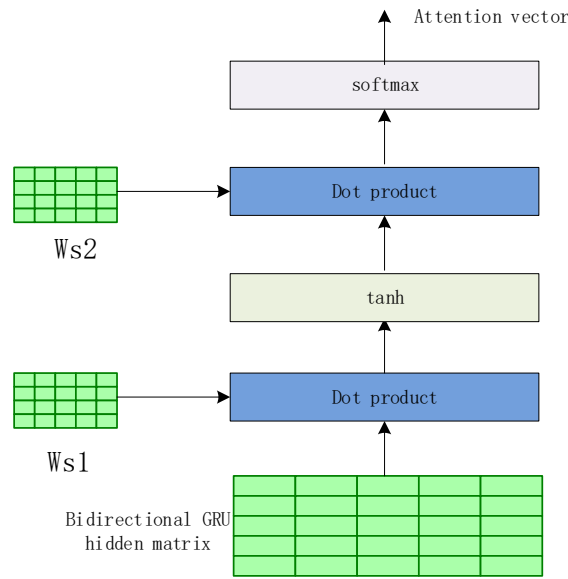 Attention vector
softmax
Dot product
Ws2
tanh
Dot product
Ws1
Bidirectional GRU
hidden matrix